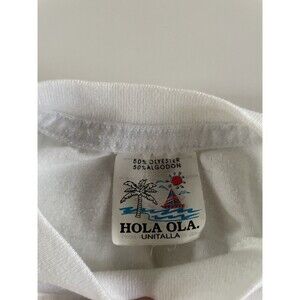 50% POLYESTER
50% ALGODON
HOLA OLA.
UNITALLA